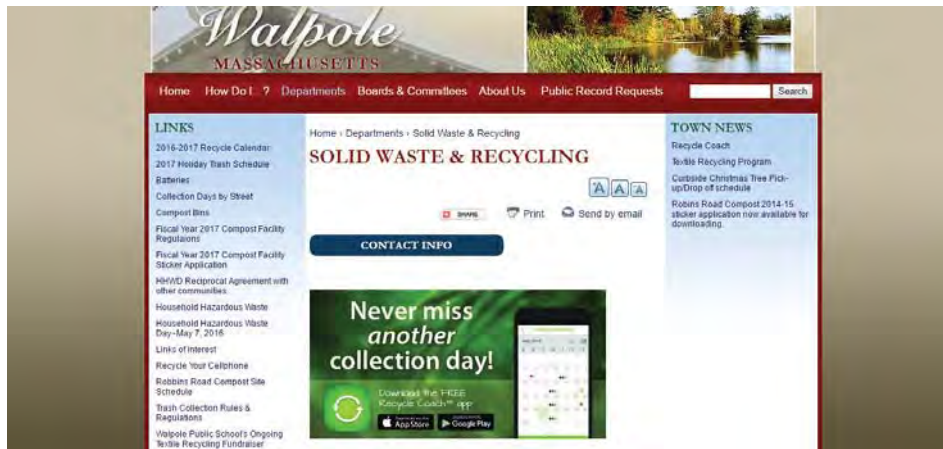 Walpole
MASSACHUSETTS
Home How Do I...? Departments Boards & Committees About Us Public Record Requests Search
LINKS
2016-2017 Recycle Calendar
2017 Holiday Trash Schedule
Batteries
Collection Days by Street
Compost Bins
Fiscal Year 2017 Compost Facility
Regulaions
Fiscal Year 2017 Compost Facility
Sticker Application
HHWD Reciprocal Agreement with
other communities.
Household Hazardous Waste
Household Hazardous Waste
Day-May 7, 2016
Links of Interest
Recycle Your Cellphone
Robbins Road Compost Site
Schedule
Trash Collection Rules &
Regulations
Walpole Public School's Ongoing
Textile Recycling Fundraiser
Home › Departments › Solid Waste & Recycling
SOLID WASTE & RECYCLING
A A A
SHARE Print Send by email
CONTACT INFO
Never miss
another
collection day!
Download the FREE
Recycle Coach™ app
App Store Google Play
TOWN NEWS
Recycle Coach
Textile Recycling Program
Curbside Christmas Tree Pick-
up/Drop off schedule
Robins Road Compost 2014-15
sticker application now available for
downloading.